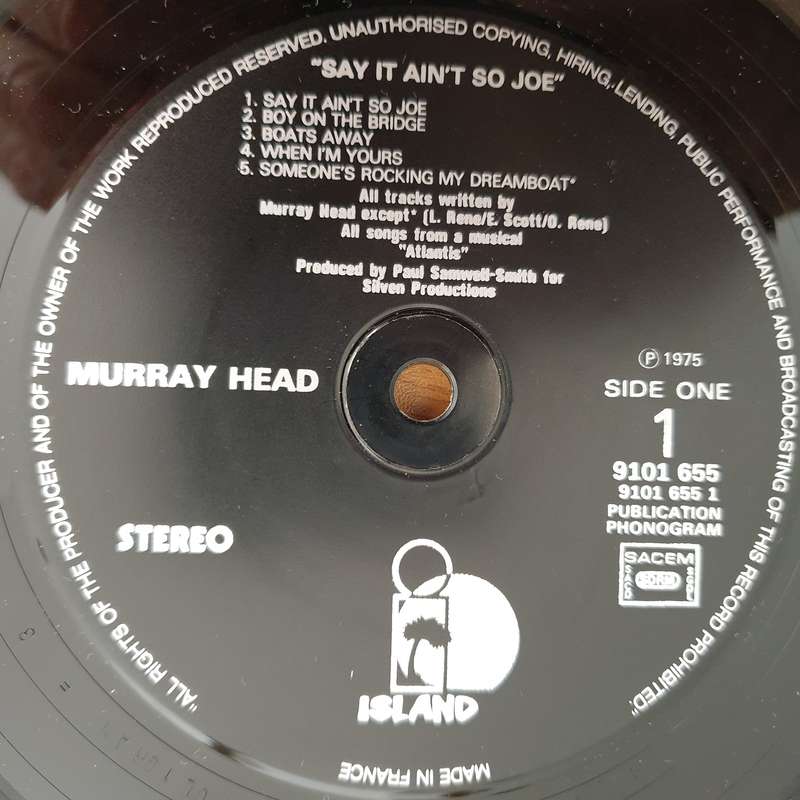 "ALL RIGHTS OF THE PRODUCER AND OF THE OWNER OF THE WORK REPRODUCED RESERVED. UNAUTHORISED COPYING, HIRING, LENDING, PUBLIC PERFORMANCE AND BROADCASTING OF THIS RECORD PROHIBITED."
"SAY IT AIN'T SO JOE"
1. SAY IT AIN'T SO JOE
2. BOY ON THE BRIDGE
3. BOATS AWAY
4. WHEN I'M YOURS
5. SOMEONE'S ROCKING MY DREAMBOAT*
All tracks written by
Murray Head except* (L. Rene/E. Scott/O. Rene)
All songs from a musical
"Atlantis"
Produced by Paul Samwell-Smith for
Silven Productions
MURRAY HEAD
Ⓟ 1975
SIDE ONE
1
9101 655
9101 655 1
PUBLICATION
PHONOGRAM
STEREO
SACEM
SACD
SDRM
SGDL
ISLAND
MADE IN FRANCE